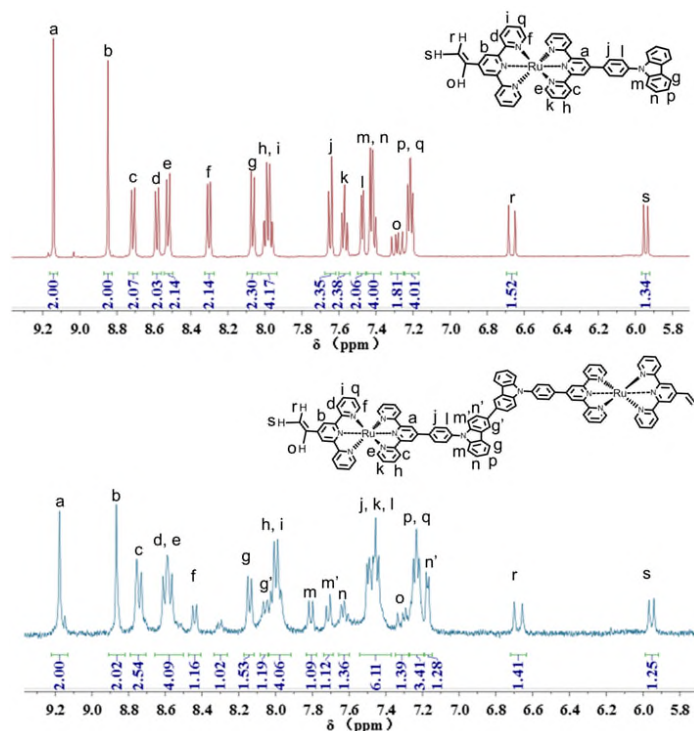 r H
SH
O H
i q
d f
b
N
N
N
Ru
N
N
N
a
e c
k h
j l
N
m n
g p
a
b
c
d
e
f
g
h, i
j
k
l
m, n
o
p, q
r
s
2.00 2.00 2.07 2.03 2.14 2.14 2.30 4.17 2.35 2.38 2.06 4.00 1.81 4.01 1.52 1.34
9.2 9.0 8.8 8.6 8.4 8.2 8.0 7.8 7.6 7.4 7.2 7.0 6.8 6.6 6.4 6.2 6.0 5.8
δ (ppm)
r H
SH
O H
i q
d f
b
N
N
N
Ru
N
N
N
a
e c
k h
j l
N
m' n'
g'
m g
n p
N
N
N
N
Ru
N
N
N
a
b
c
d, e
f
g
g'
h, i
m
m'
n
j, k, l
o
p, q
n'
r
s
2.00 2.02 2.54 4.09 1.16 1.02 1.53 1.19 4.06 1.09 1.12 1.36 6.11 1.39 3.41 1.28 1.41 1.25
9.2 9.0 8.8 8.6 8.4 8.2 8.0 7.8 7.6 7.4 7.2 7.0 6.8 6.6 6.4 6.2 6.0 5.8
δ (ppm)